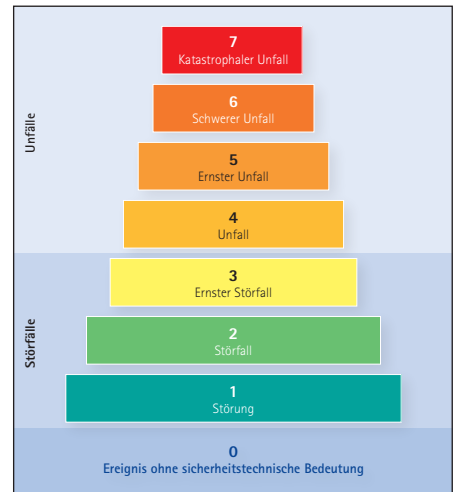 7
Katastrophaler Unfall
6
Schwerer Unfall
5
Ernster Unfall
4
Unfall
Unfälle
3
Ernster Störfall
2
Störfall
1
Störung
Störfälle
0
Ereignis ohne sicherheitstechnische Bedeutung